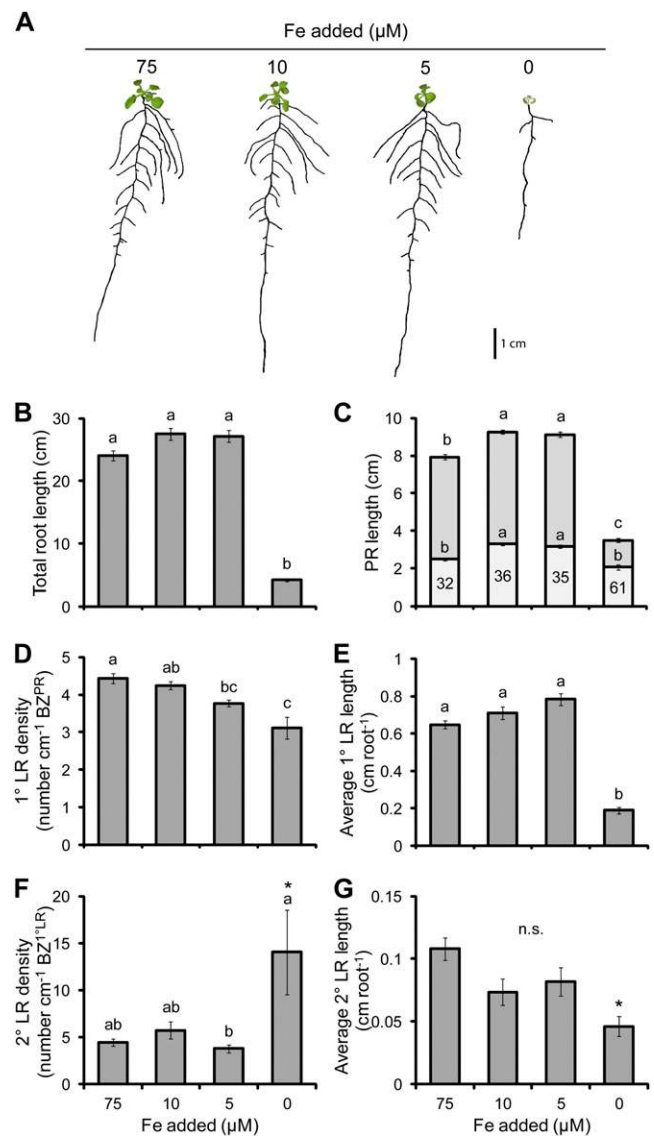 A
Fe added (µM)
75 10 5 0
1 cm
B
Total root length (cm)
30
20
10
0
a a a b
C
PR length (cm)
10
8
6
4
2
0
b a a c
b a a b
32 36 35 61
D
1° LR density
(number cm⁻¹ BZᴾᴿ)
5
4
3
2
1
0
a ab bc c
E
Average 1° LR length
(cm root⁻¹)
1
0.8
0.6
0.4
0.2
0
a a a b
F
2° LR density
(number cm⁻¹ BZ¹°ᴸᴿ)
20
15
10
5
0
ab ab b a
*
75 10 5 0
Fe added (µM)
G
Average 2° LR length
(cm root⁻¹)
0.15
0.1
0.05
0
n.s.
*
75 10 5 0
Fe added (µM)